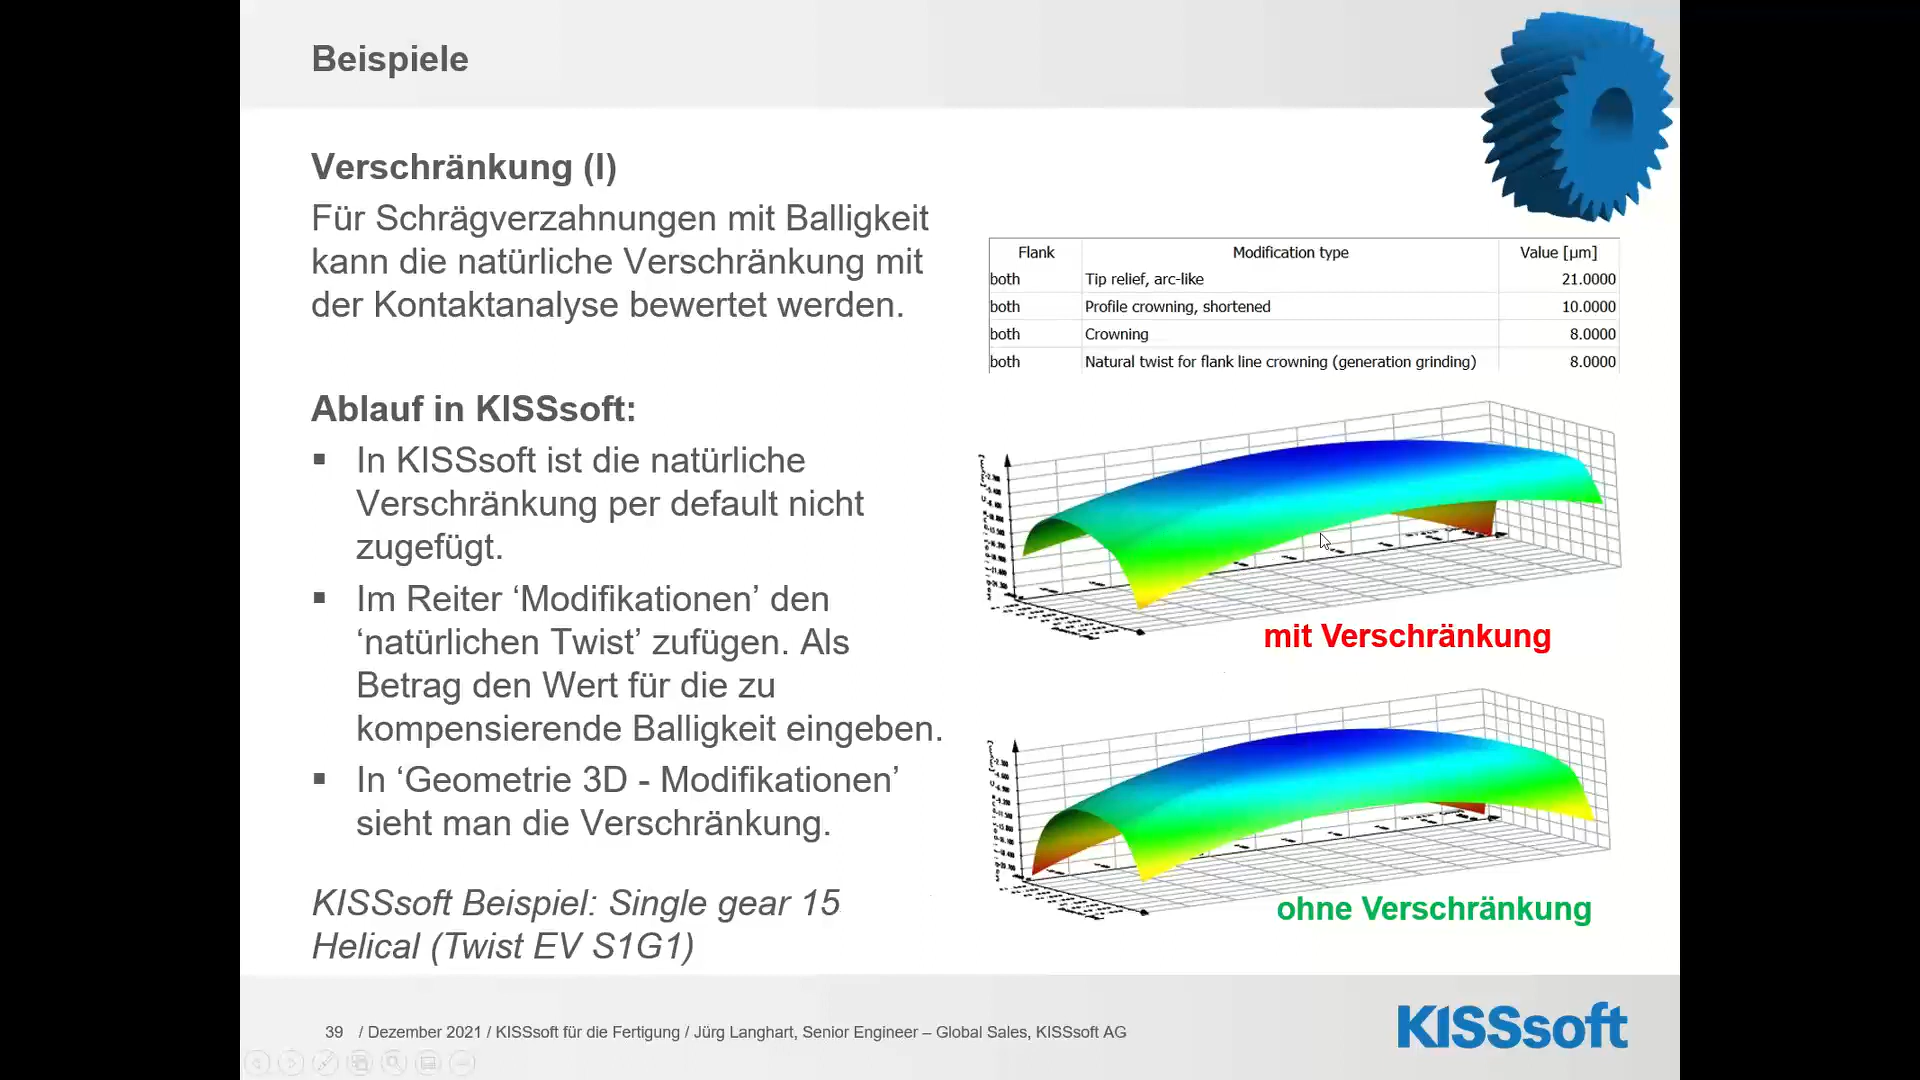 Beispiele
Verschränkung (I)
Für Schrägverzahnungen mit Balligkeit
kann die natürliche Verschränkung mit
der Kontaktanalyse bewertet werden.
Ablauf in KISSsoft:
▪ In KISSsoft ist die natürliche
Verschränkung per default nicht
zugefügt.
▪ Im Reiter ‘Modifikationen’ den
‘natürlichen Twist’ zufügen. Als
Betrag den Wert für die zu
kompensierende Balligkeit eingeben.
▪ In ‘Geometrie 3D - Modifikationen’
sieht man die Verschränkung.
KISSsoft Beispiel: Single gear 15
Helical (Twist EV S1G1)
Flank Modification type Value [µm]
both Tip relief, arc-like 21.0000
both Profile crowning, shortened 10.0000
both Crowning 8.0000
both Natural twist for flank line crowning (generation grinding) 8.0000
mit Verschränkung
ohne Verschränkung
39 / Dezember 2021 / KISSsoft für die Fertigung / Jürg Langhart, Senior Engineer – Global Sales, KISSsoft AG
KISSsoft